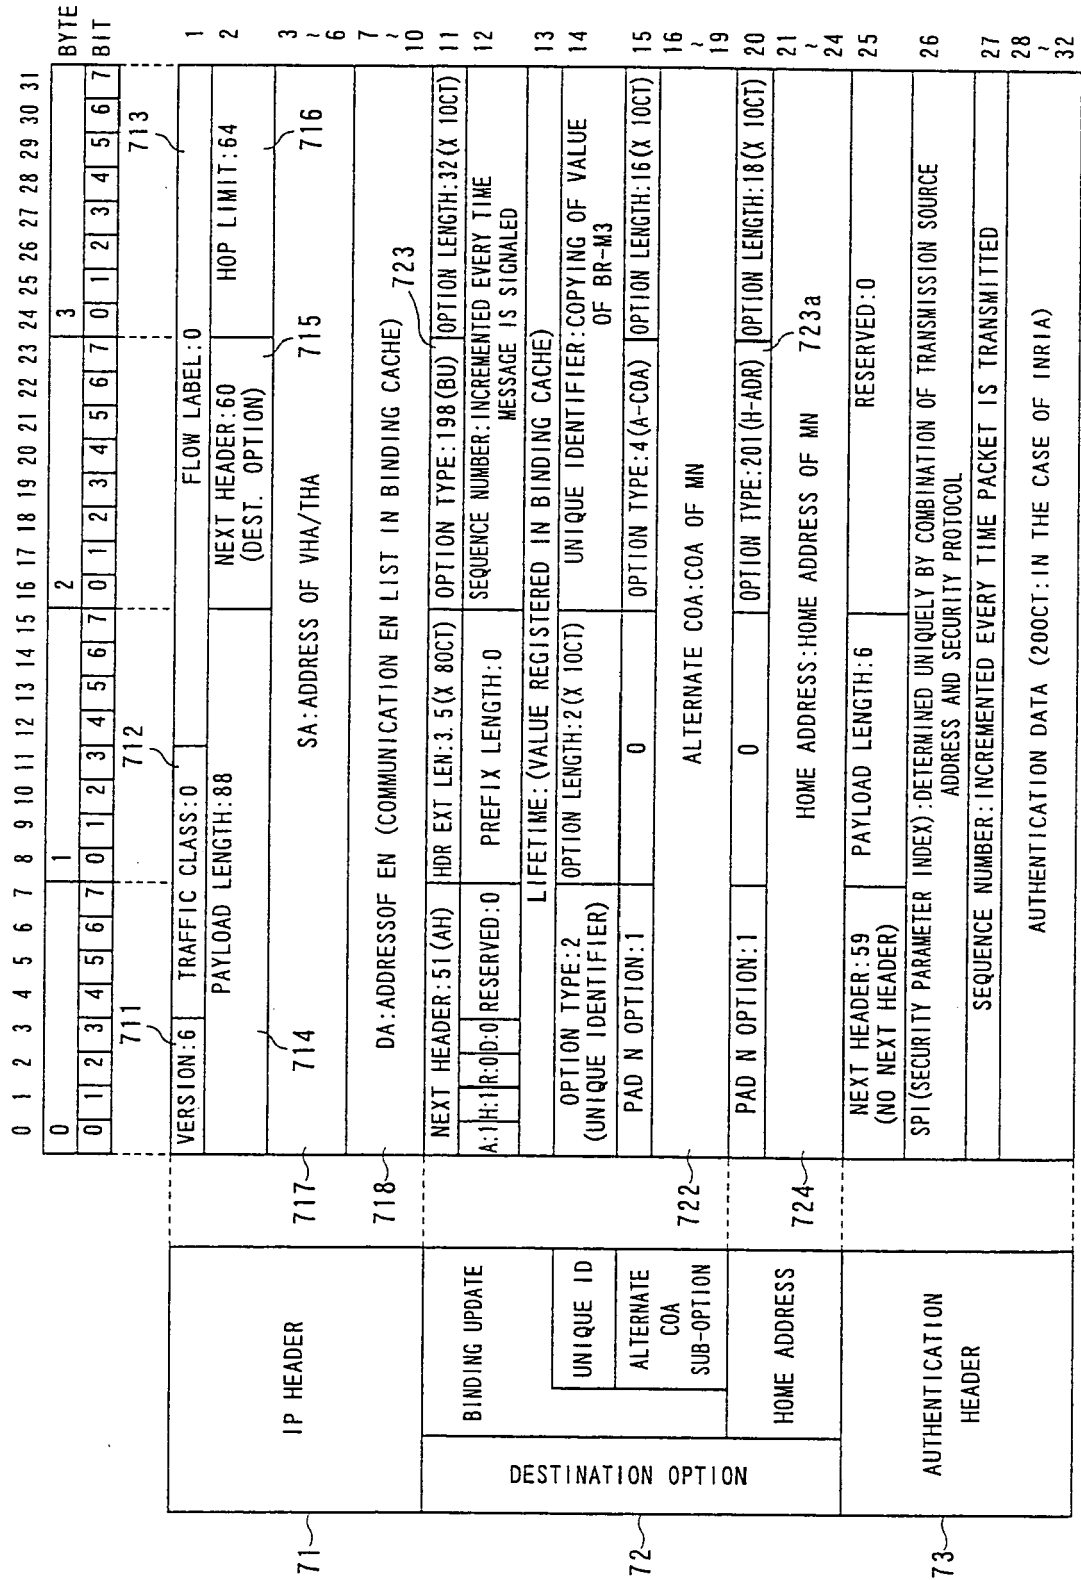 0 1 2 3 4 5 6 7 8 9 10 11 12 13 14 15 16 17 18 19 20 21 22 23 24 25 26 27 28 29 30 31
0 1 2 3 BYTE
0 1 2 3 4 5 6 7 0 1 2 3 4 5 6 7 0 1 2 3 4 5 6 7 0 1 2 3 4 5 6 7 BIT
711 712 713
VERSION:6 TRAFFIC CLASS:0 FLOW LABEL:0 1
PAYLOAD LENGTH:88 NEXT HEADER:60 HOP LIMIT:64 2
(DEST. OPTION)
714 715 716
SA:ADDRESS OF VHA/THA 3
~
6
717
DA:ADDRESSOF EN (COMMUNICATION EN LIST IN BINDING CACHE) 7
~
10
718 723
NEXT HEADER:51(AH) HDR EXT LEN:3.5(X 8OCT) OPTION TYPE:198(BU) OPTION LENGTH:32(X 1OCT) 11
A:1 H:1 R:0 D:0 RESERVED:0 PREFIX LENGTH:0 SEQUENCE NUMBER:INCREMENTED EVERY TIME 12
MESSAGE IS SIGNALED
LIFETIME:(VALUE REGISTERED IN BINDING CACHE) 13
OPTION TYPE:2 OPTION LENGTH:2(X 1OCT) UNIQUE IDENTIFIER:COPYING OF VALUE 14
(UNIQUE IDENTIFIER) OF BR-M3
PAD N OPTION:1 0 OPTION TYPE:4(A-COA) OPTION LENGTH:16(X 1OCT) 15
ALTERNATE COA:COA OF MN 16
~
19
722
PAD N OPTION:1 0 OPTION TYPE:201(H-ADR) OPTION LENGTH:18(X 1OCT) 20
723a
HOME ADDRESS:HOME ADDRESS OF MN 21
~
24
724
NEXT HEADER:59 PAYLOAD LENGTH:6 RESERVED:0 25
(NO NEXT HEADER)
SPI(SECURITY PARAMETER INDEX):DETERMINED UNIQUELY BY COMBINATION OF TRANSMISSION SOURCE 26
ADDRESS AND SECURITY PROTOCOL
SEQUENCE NUMBER:INCREMENTED EVERY TIME PACKET IS TRANSMITTED 27
AUTHENTICATION DATA (20OCT:IN THE CASE OF INRIA) 28
~
32
IP HEADER
BINDING UPDATE
UNIQUE ID
ALTERNATE
COA
SUB-OPTION
HOME ADDRESS
DESTINATION OPTION
AUTHENTICATION
HEADER
71
72
73